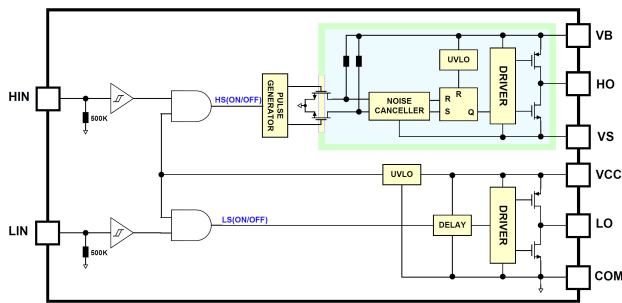 VB
UVLO
HO
HIN
HS(ON/OFF)
PULSE
GENERATOR
DRIVER
500K
NOISE
CANCELLER
R
R
S
Q
VS
UVLO
VCC
LIN
LS(ON/OFF)
DELAY
DRIVER
LO
500K
COM